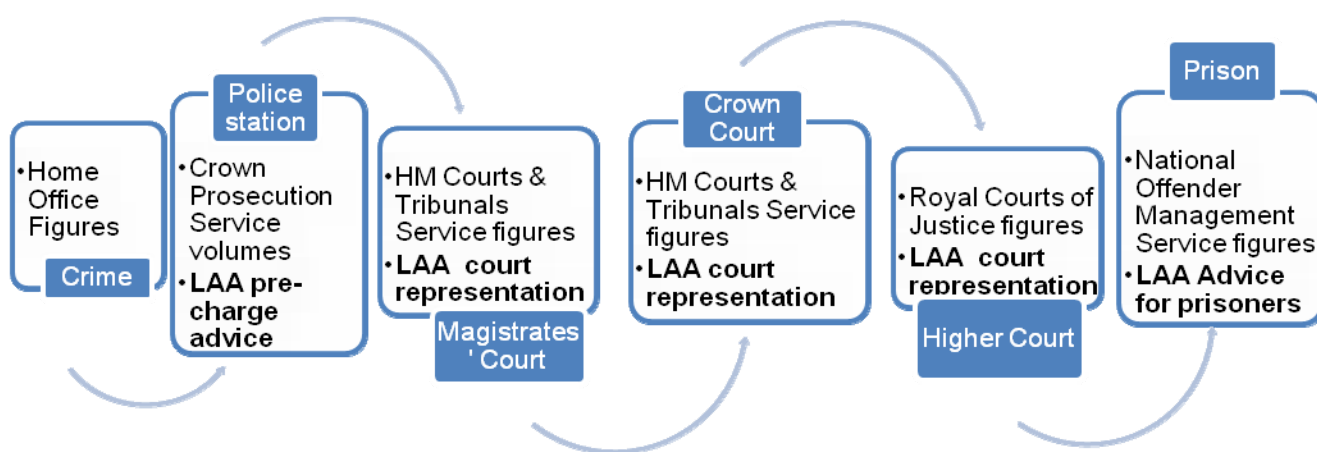 • Home
Office
Figures
Crime
Police
station
• Crown
Prosecution
Service
volumes
• LAA pre-
charge
advice
• HM Courts &
Tribunals
Service figures
• LAA court
representation
Magistrates
' Court
Crown
Court
• HM Courts &
Tribunals Service
figures
• LAA court
representation
• Royal Courts of
Justice figures
• LAA court
representation
Higher Court
Prison
• National
Offender
Management
Service figures
• LAA Advice
for prisoners